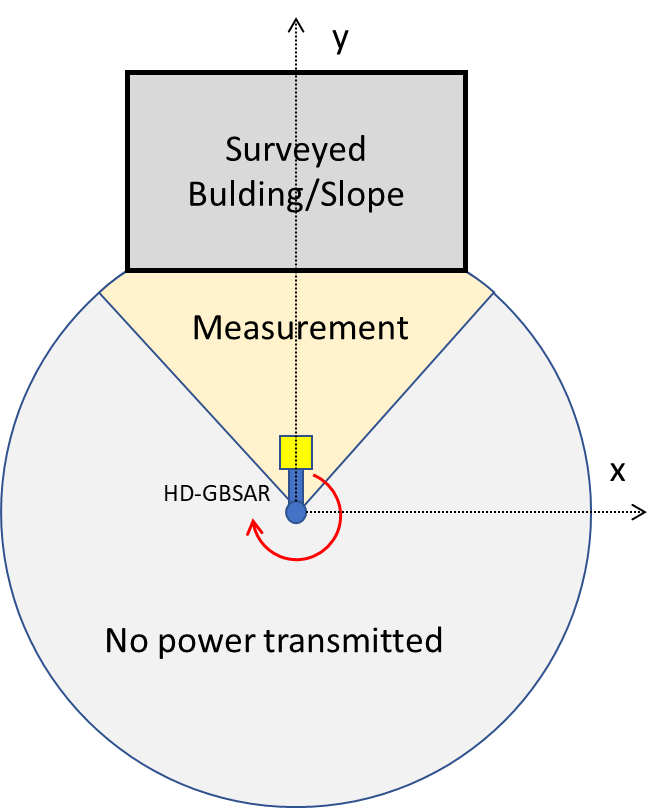 y
Surveyed
Bulding/Slope
Measurement
x
HD-GBSAR
No power transmitted